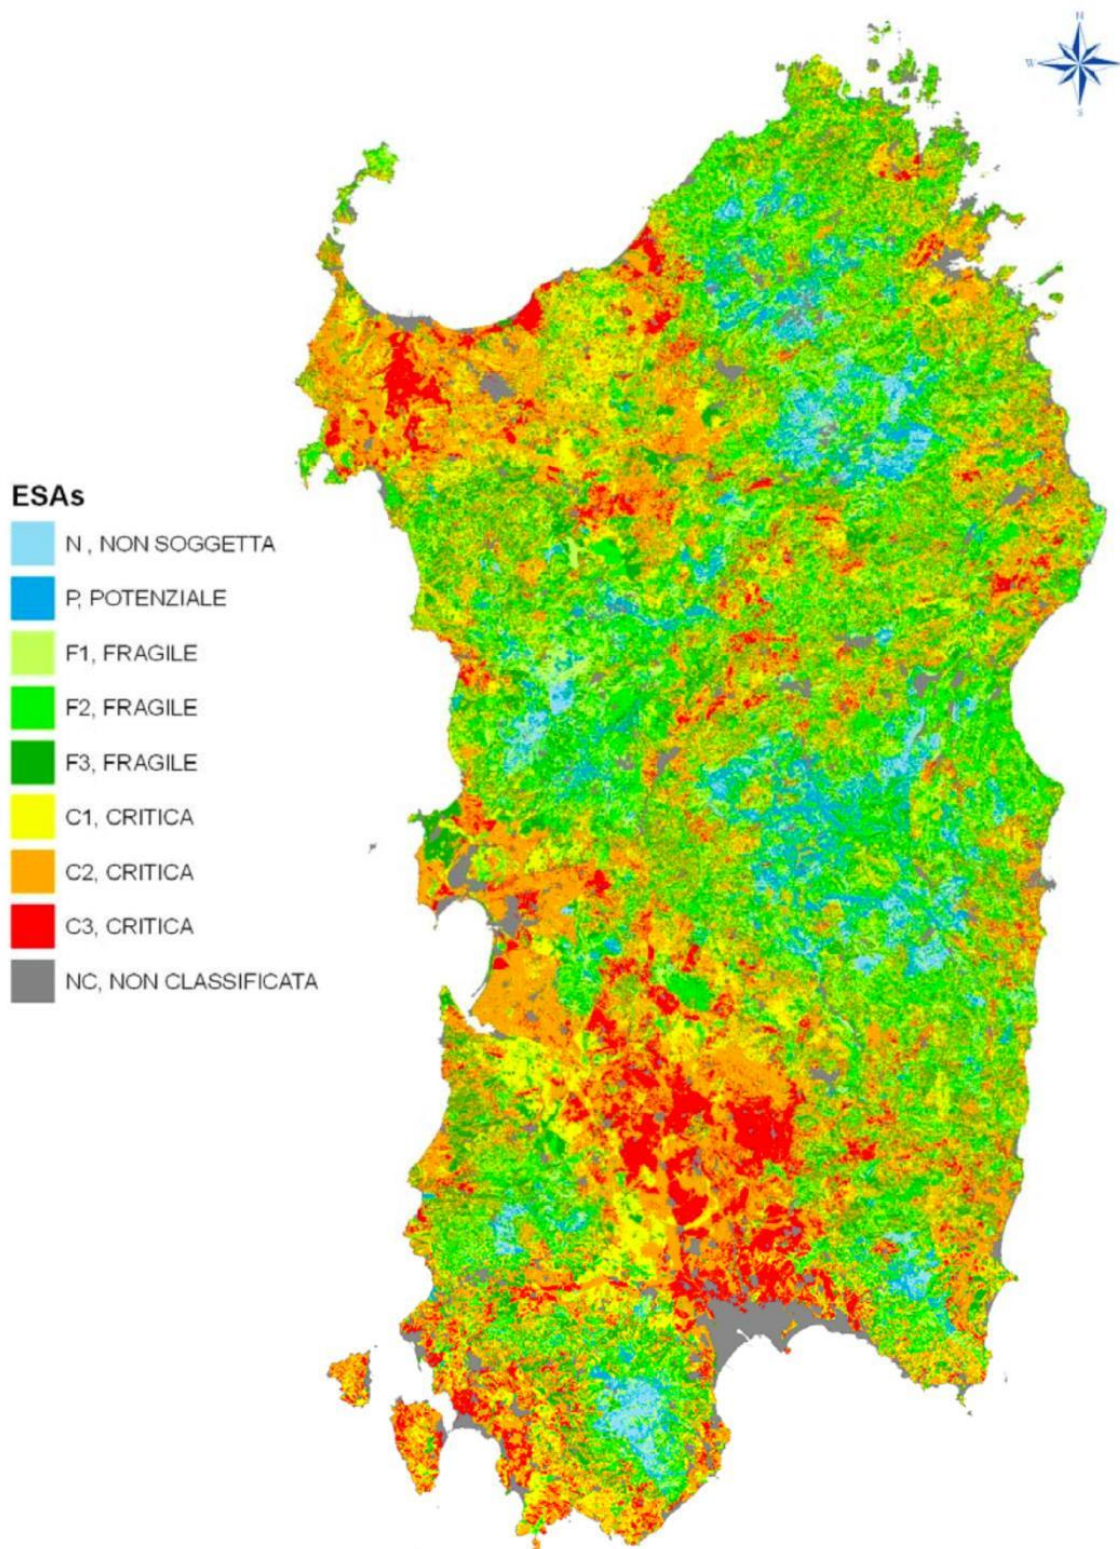 N
W
S
ESAs
N , NON SOGGETTA
P, POTENZIALE
F1, FRAGILE
F2, FRAGILE
F3, FRAGILE
C1, CRITICA
C2, CRITICA
C3, CRITICA
NC, NON CLASSIFICATA